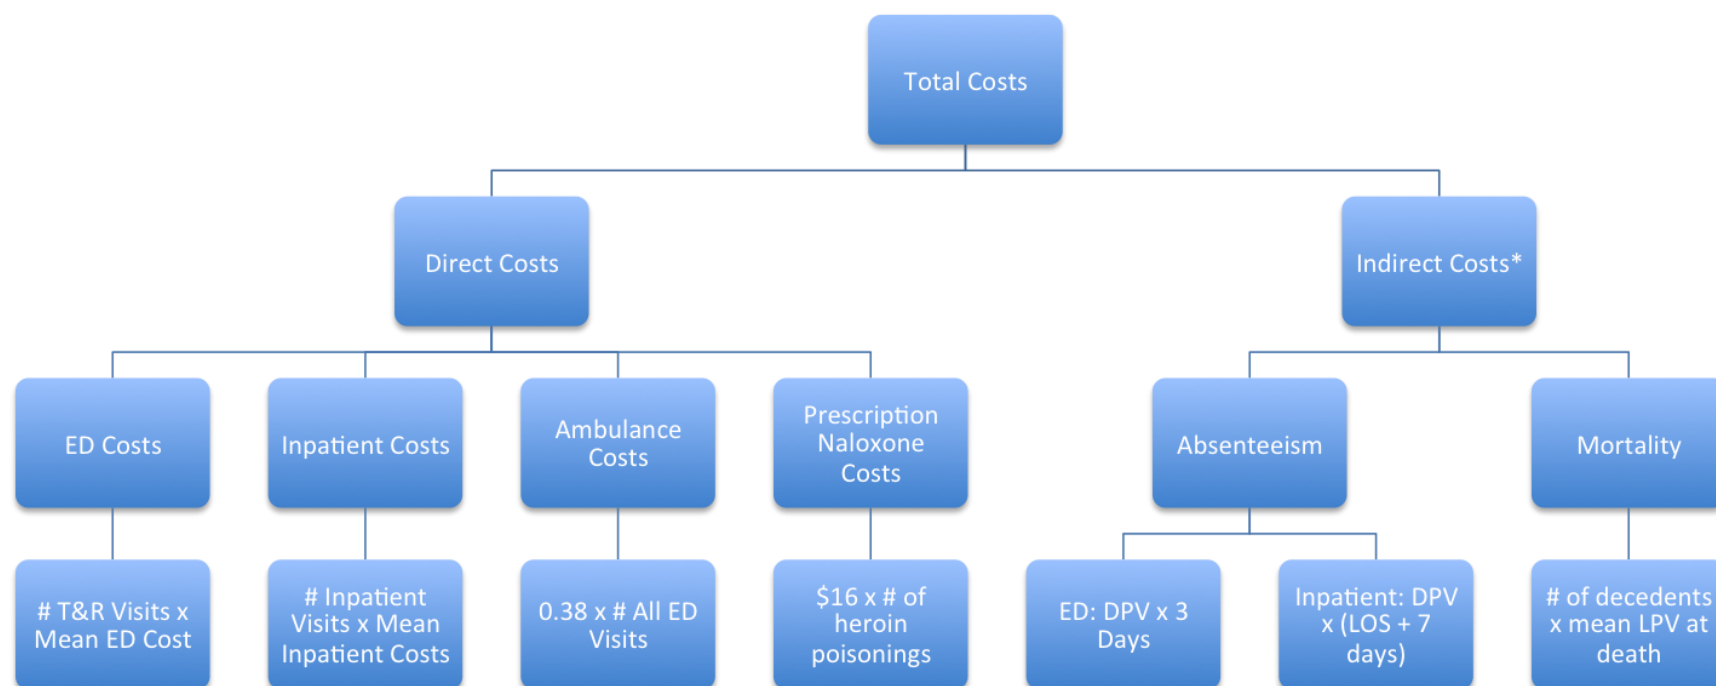 Total Costs
Direct Costs
Indirect Costs*
ED Costs
Inpatient Costs
Ambulance
Costs
Prescription
Naloxone
Costs
Absenteeism
Mortality
# T&R Visits x
Mean ED Cost
# Inpatient
Visits x Mean
Inpatient Costs
0.38 x # All ED
Visits
$16 x # of
heroin
poisonings
ED: DPV x 3
Days
Inpatient: DPV
x (LOS + 7
days)
# of decedents
x mean LPV at
death